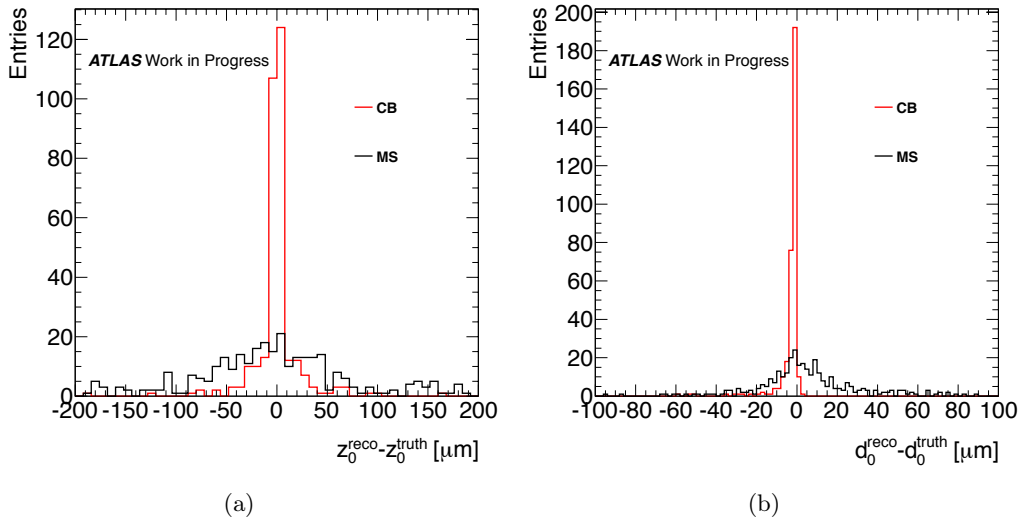 Entries
120
100
80
60
40
20
0
ATLAS Work in Progress
CB
MS
-200 -150 -100 -50 0 50 100 150 200
z₀ʳᵉᶜᵒ-z₀ᵗʳᵘᵗʰ [μm]
(a)
Entries
200
180
160
140
120
100
80
60
40
20
0
ATLAS Work in Progress
CB
MS
-100 -80 -60 -40 -20 0 20 40 60 80 100
d₀ʳᵉᶜᵒ-d₀ᵗʳᵘᵗʰ [μm]
(b)